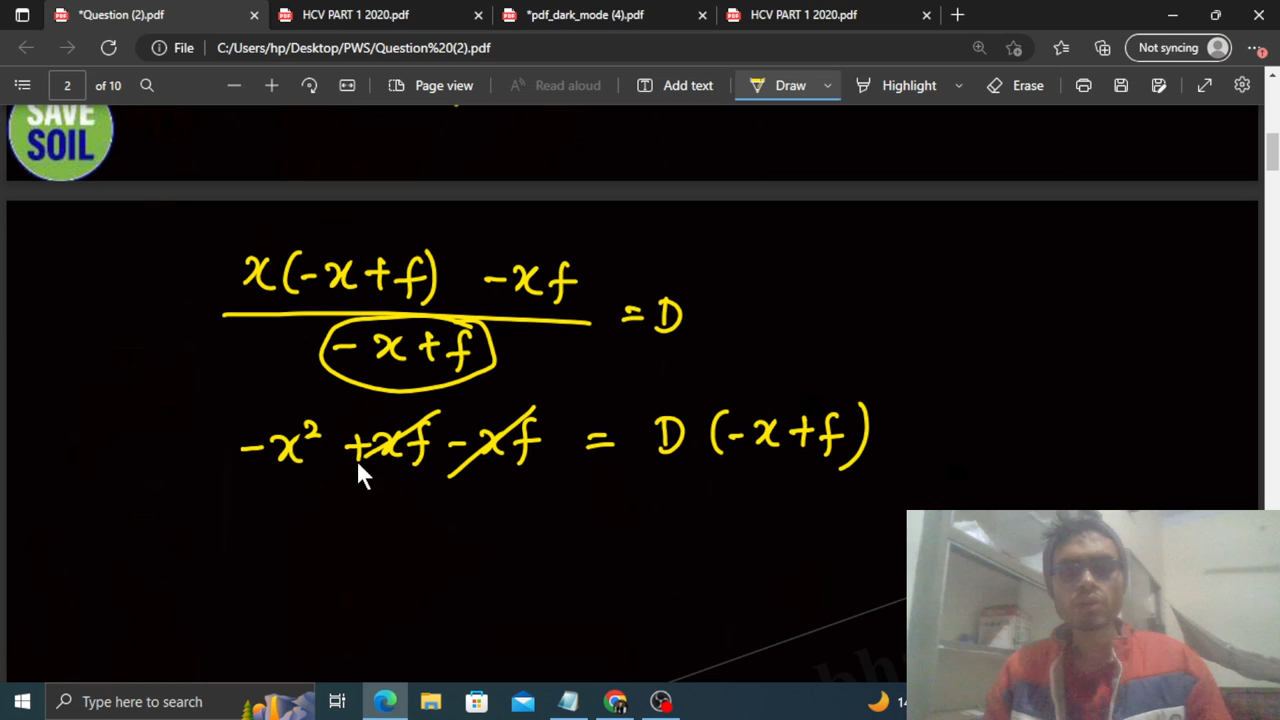 *Question (2).pdf
HCV PART 1 2020.pdf
*pdf_dark_mode (4).pdf
HCV PART 1 2020.pdf
File C:/Users/hp/Desktop/PWS/Question%20(2).pdf
Not syncing
2 of 10
Page view
Read aloud
Add text
Draw
Highlight
Erase
SAVE
SOIL
x(-x+f) -xf
= D
-x+f
-x² +xf -xf = D (-x+f)
Type here to search